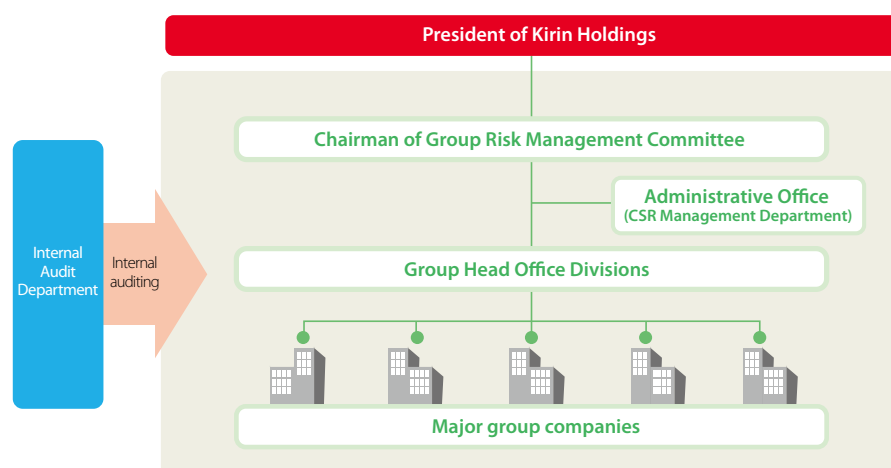 President of Kirin Holdings
Chairman of Group Risk Management Committee
Administrative Office
(CSR Management Department)
Internal
Audit
Department
Internal
auditing
Group Head Office Divisions
Major group companies